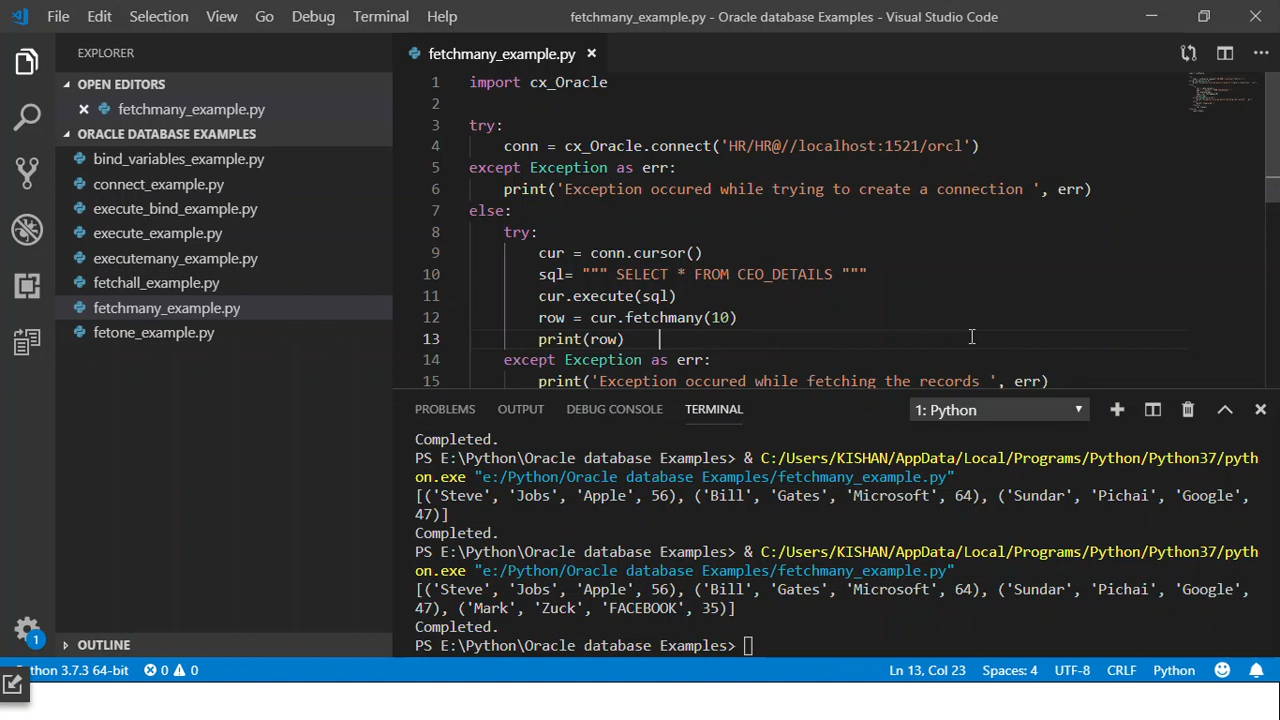 File Edit Selection View Go Debug Terminal Help fetchmany_example.py - Oracle database Examples - Visual Studio Code
EXPLORER
OPEN EDITORS
fetchmany_example.py
ORACLE DATABASE EXAMPLES
bind_variables_example.py
connect_example.py
execute_bind_example.py
execute_example.py
executemany_example.py
fetchall_example.py
fetchmany_example.py
fetone_example.py
OUTLINE
fetchmany_example.py
1 import cx_Oracle
2
3 try:
4 conn = cx_Oracle.connect('HR/HR@//localhost:1521/orcl')
5 except Exception as err:
6 print('Exception occured while trying to create a connection ', err)
7 else:
8 try:
9 cur = conn.cursor()
10 sql= """ SELECT * FROM CEO_DETAILS """
11 cur.execute(sql)
12 row = cur.fetchmany(10)
13 print(row)
14 except Exception as err:
15 print('Exception occured while fetching the records ', err)
PROBLEMS OUTPUT DEBUG CONSOLE TERMINAL 1: Python
Completed.
PS E:\Python\Oracle database Examples> & C:/Users/KISHAN/AppData/Local/Programs/Python/Python37/pyth
on.exe "e:/Python/Oracle database Examples/fetchmany_example.py"
[('Steve', 'Jobs', 'Apple', 56), ('Bill', 'Gates', 'Microsoft', 64), ('Sundar', 'Pichai', 'Google',
47)]
Completed.
PS E:\Python\Oracle database Examples> & C:/Users/KISHAN/AppData/Local/Programs/Python/Python37/pyth
on.exe "e:/Python/Oracle database Examples/fetchmany_example.py"
[('Steve', 'Jobs', 'Apple', 56), ('Bill', 'Gates', 'Microsoft', 64), ('Sundar', 'Pichai', 'Google',
47), ('Mark', 'Zuck', 'FACEBOOK', 35)]
Completed.
PS E:\Python\Oracle database Examples>
1
ython 3.7.3 64-bit 0 0 Ln 13, Col 23 Spaces: 4 UTF-8 CRLF Python